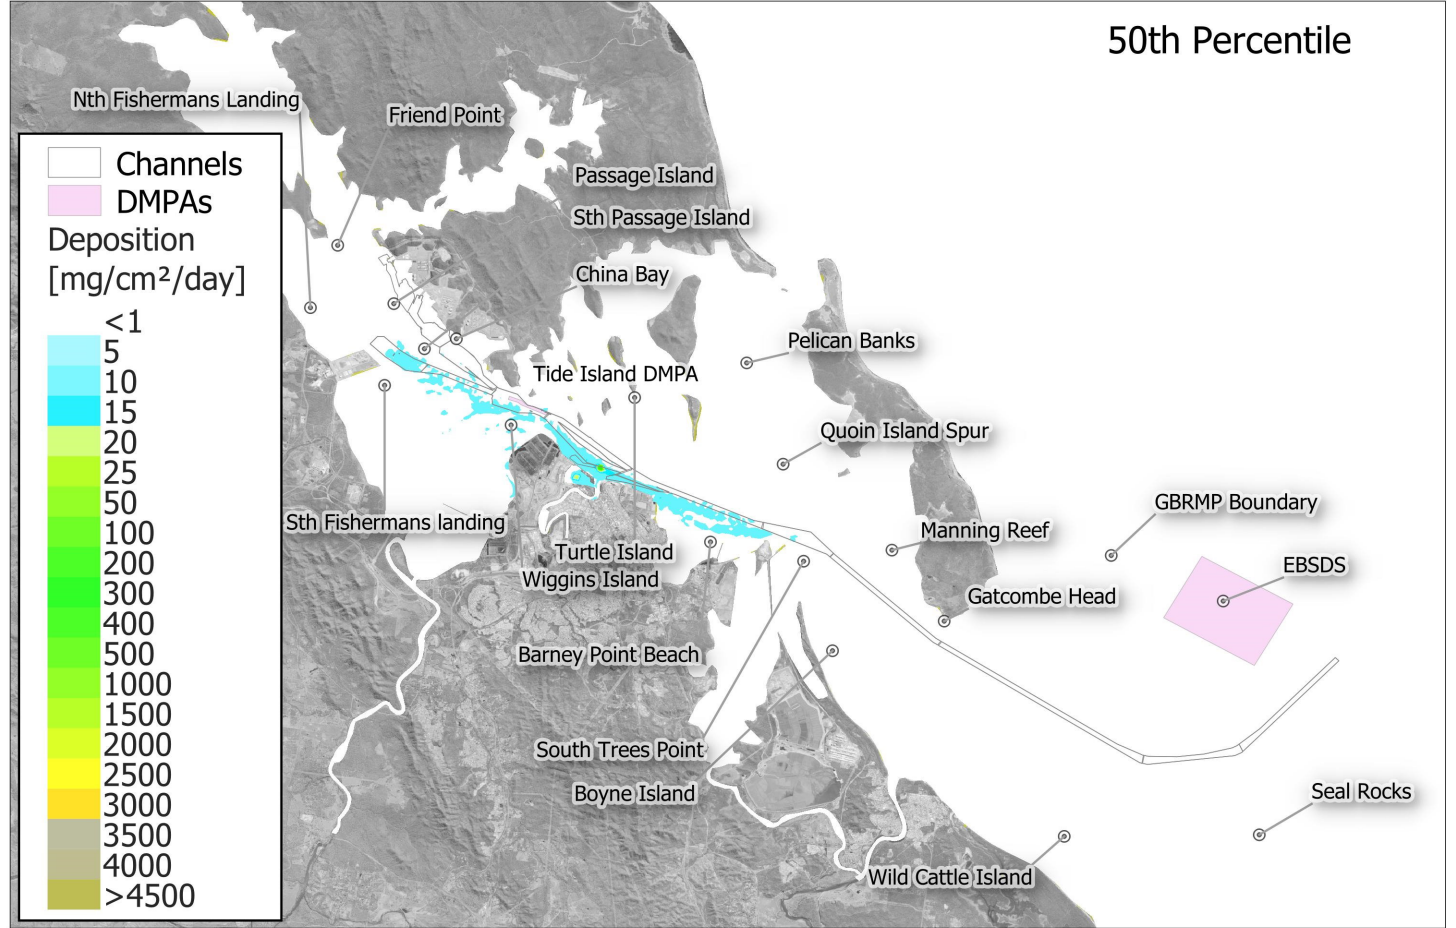 50th Percentile
Nth Fishermans Landing
Friend Point
Channels
DMPAs
Deposition
[mg/cm²/day]
<1
5
10
15
20
25
50
100
200
300
400
500
1000
1500
2000
2500
3000
3500
4000
>4500
Passage Island
Sth Passage Island
China Bay
Pelican Banks
Tide Island DMPA
Quoin Island Spur
GBRMP Boundary
Sth Fishermans landing
Manning Reef
Turtle Island
EBSDS
Wiggins Island
Gatcombe Head
Barney Point Beach
South Trees Point
Boyne Island
Seal Rocks
Wild Cattle Island